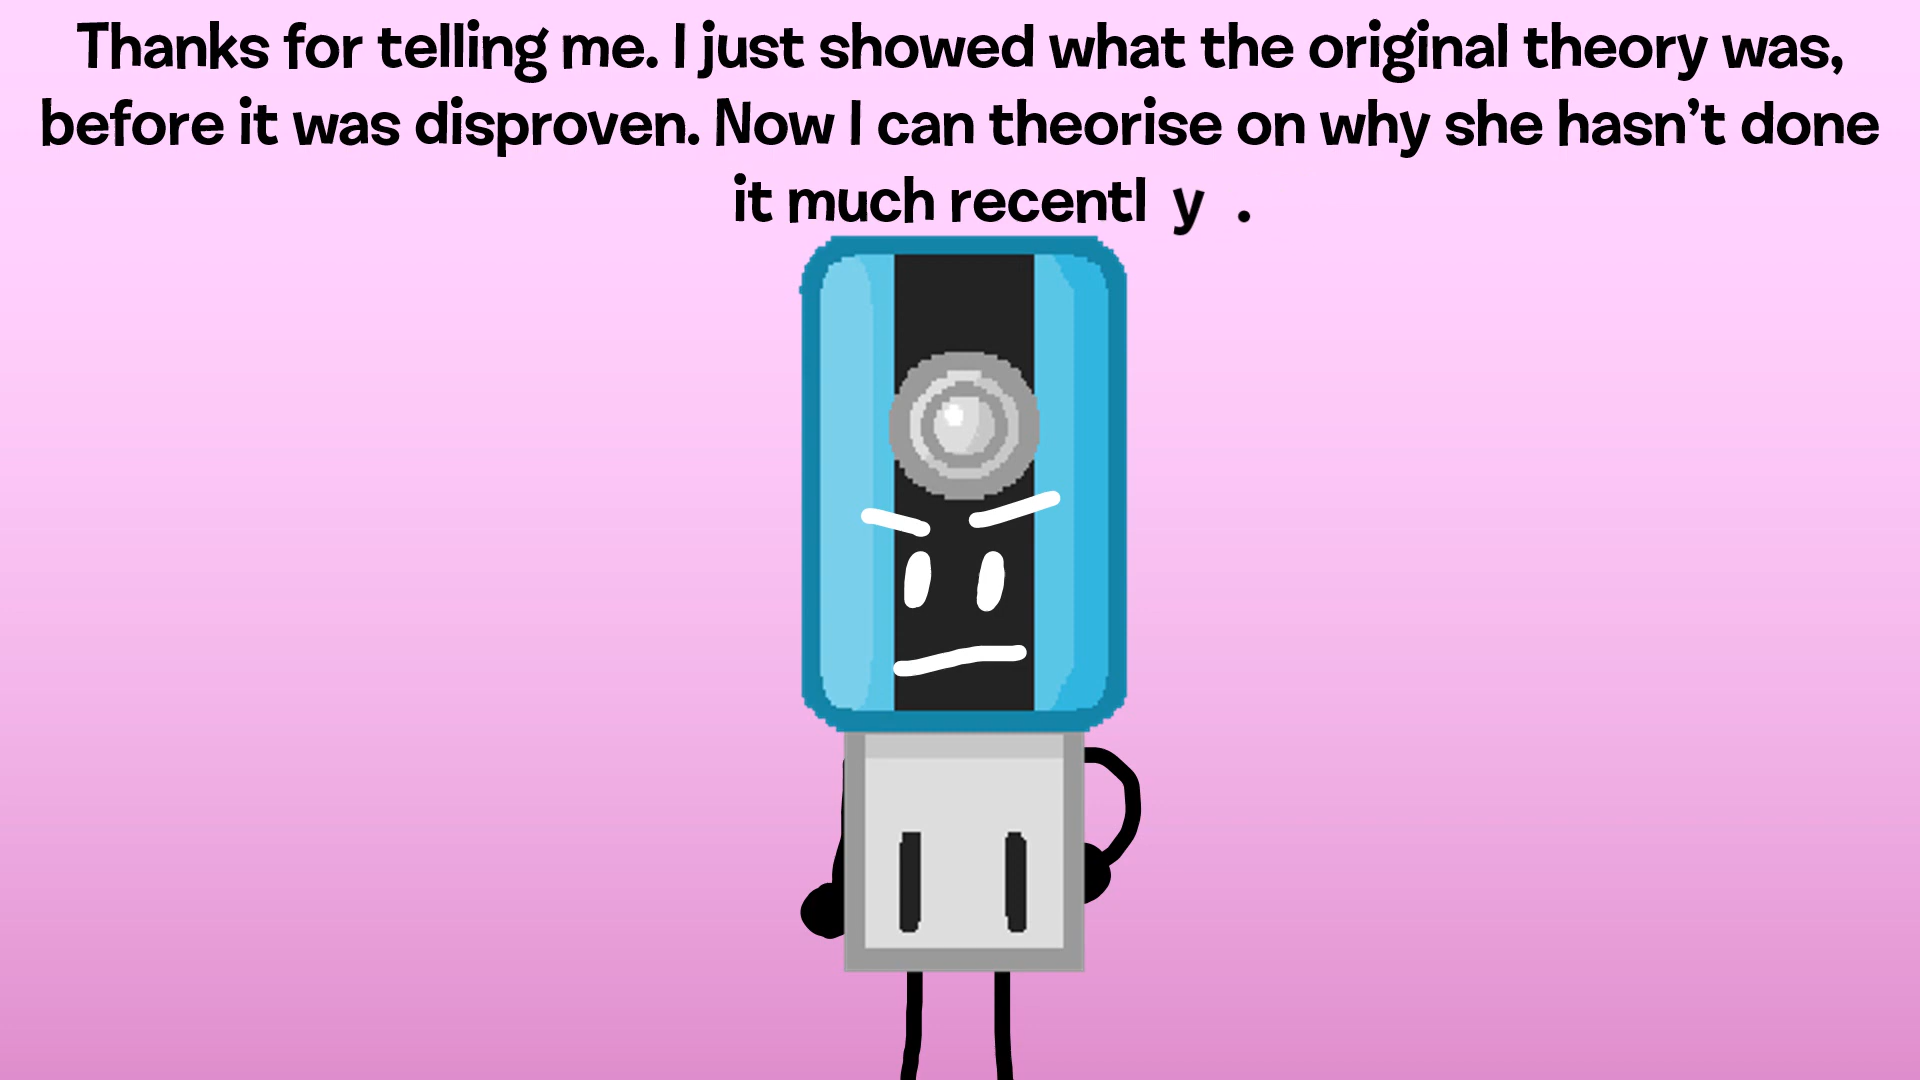 Thanks for telling me. I just showed what the original theory was,
before it was disproven. Now I can theorise on why she hasn’t done
it much recentl y .